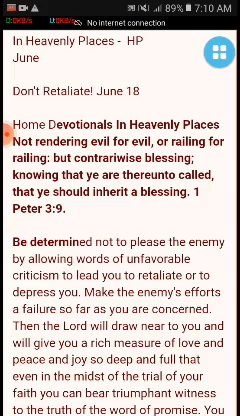 0.0KB/s U:0.0KB/s No internet connection 89% 7:10 AM
In Heavenly Places - HP
June
Don't Retaliate! June 18
Home Devotionals In Heavenly Places
Not rendering evil for evil, or railing for
railing: but contrariwise blessing;
knowing that ye are thereunto called,
that ye should inherit a blessing. 1
Peter 3:9.
Be determined not to please the enemy
by allowing words of unfavorable
criticism to lead you to retaliate or to
depress you. Make the enemy's efforts
a failure so far as you are concerned.
Then the Lord will draw near to you and
will give you a rich measure of love and
peace and joy so deep and full that
even in the midst of the trial of your
faith you can bear triumphant witness
to the truth of the word of promise. You